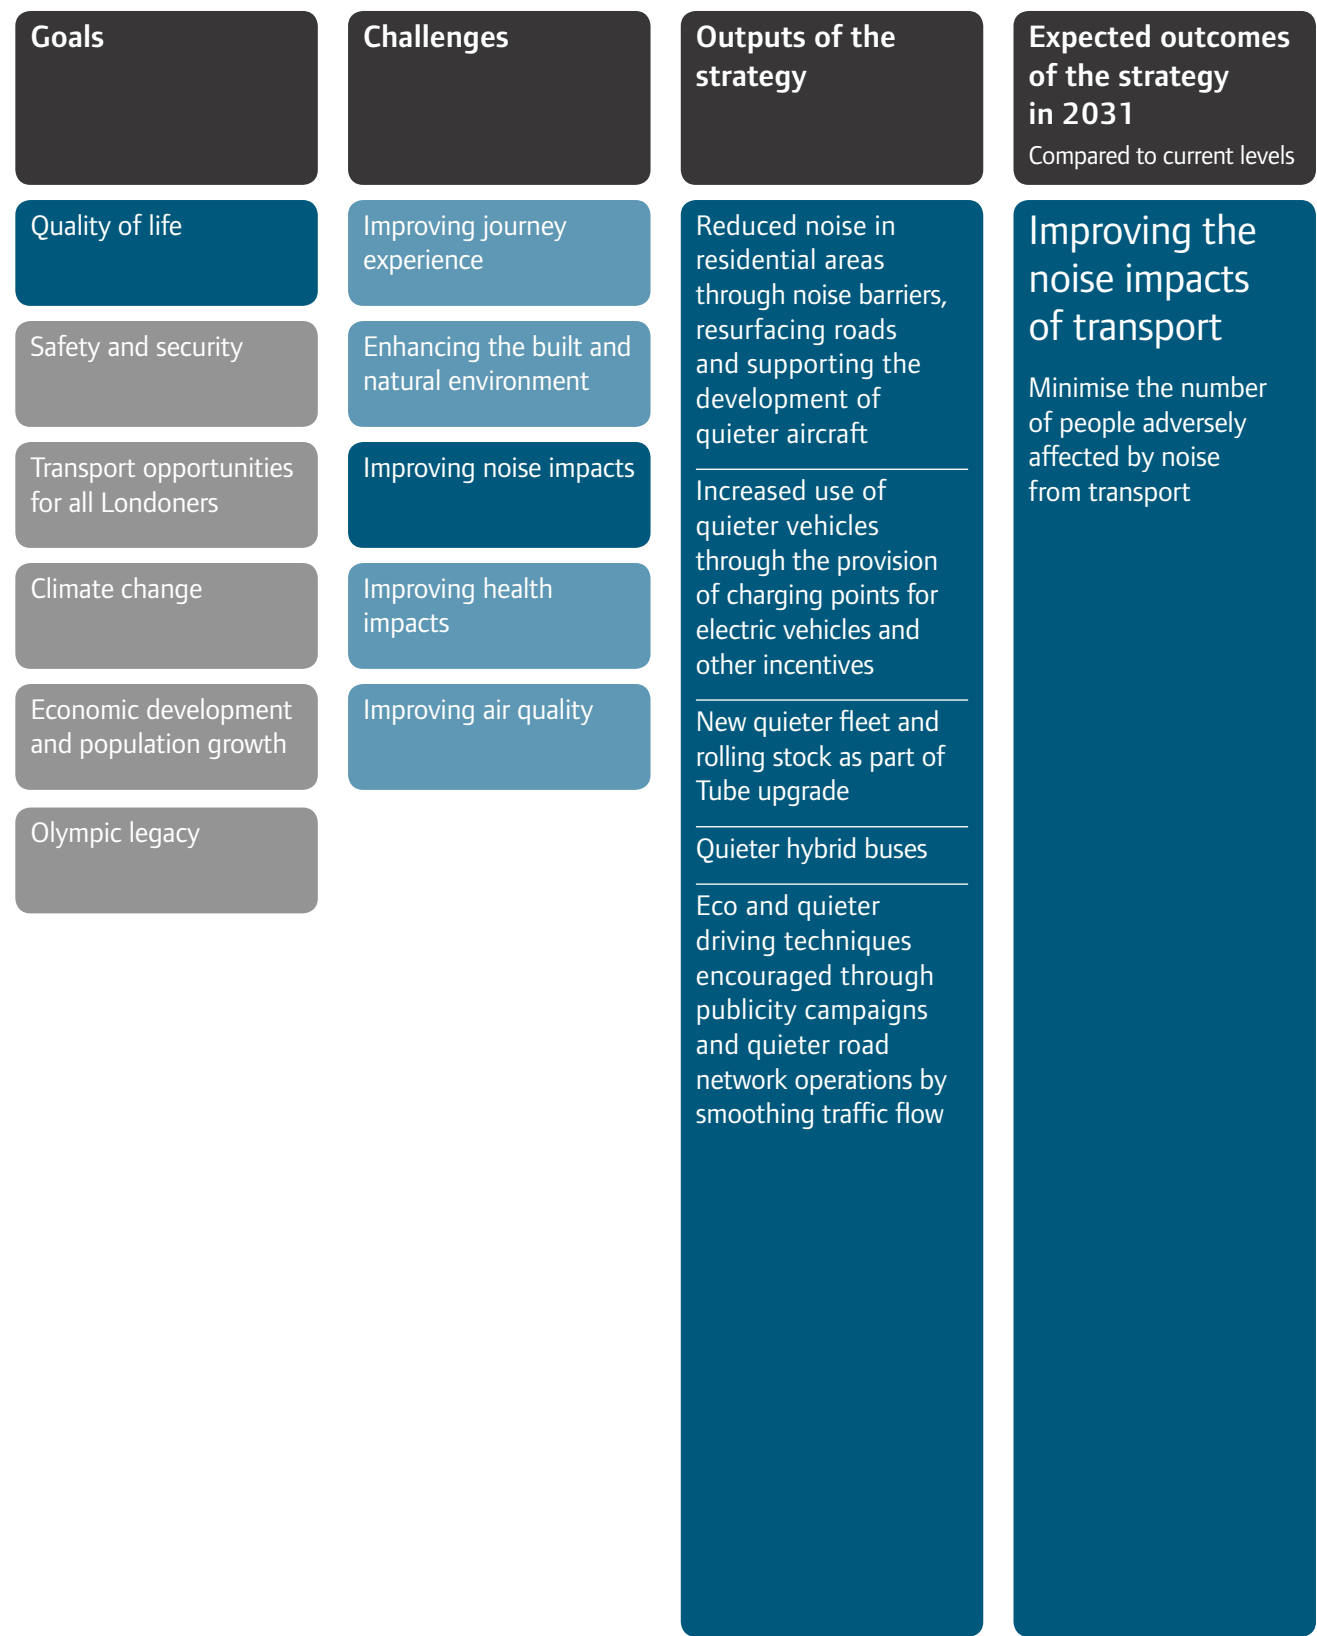 Goals
Challenges
Outputs of the
strategy
Expected outcomes
of the strategy
in 2031
Compared to current levels
Quality of life
Safety and security
Transport opportunities
for all Londoners
Climate change
Economic development
and population growth
Olympic legacy
Improving journey
experience
Enhancing the built and
natural environment
Improving noise impacts
Improving health
impacts
Improving air quality
Reduced noise in
residential areas
through noise barriers,
resurfacing roads
and supporting the
development of
quieter aircraft
Increased use of
quieter vehicles
through the provision
of charging points for
electric vehicles and
other incentives
New quieter fleet and
rolling stock as part of
Tube upgrade
Quieter hybrid buses
Eco and quieter
driving techniques
encouraged through
publicity campaigns
and quieter road
network operations by
smoothing traffic flow
Improving the
noise impacts
of transport
Minimise the number
of people adversely
affected by noise
from transport